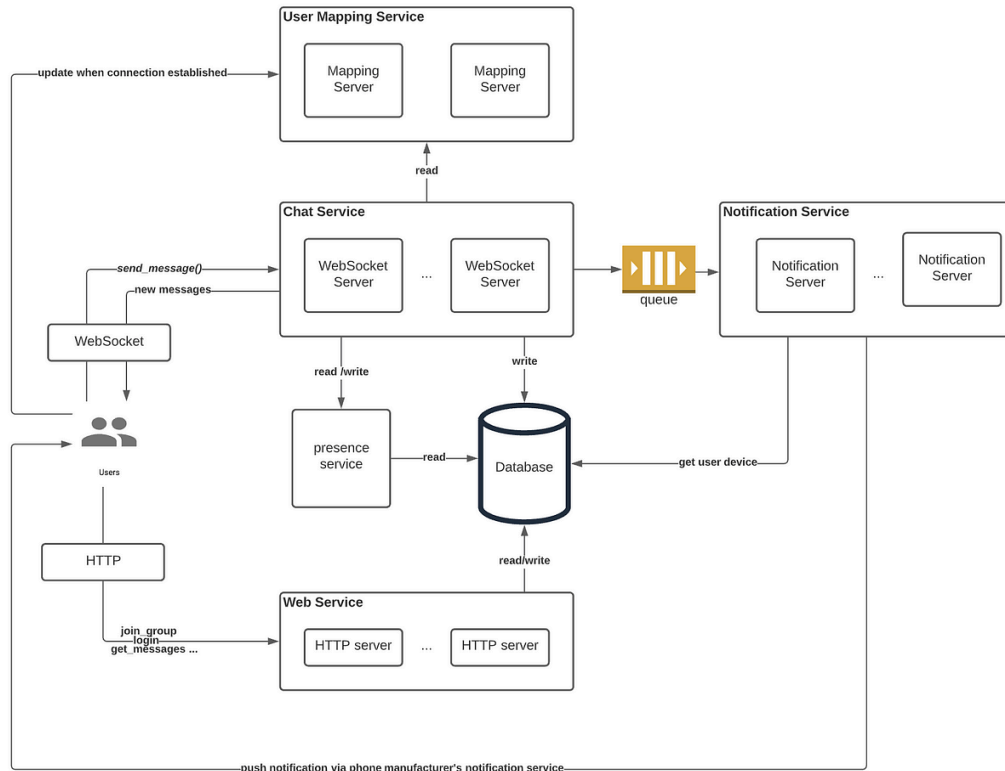 User Mapping Service
Mapping
Server
Mapping
Server
update when connection established
read
Chat Service
WebSocket
Server
...
WebSocket
Server
send_message()
new messages
WebSocket
queue
Notification Service
Notification
Server
...
Notification
Server
read /write
write
presence
service
read
Database
get user device
Users
HTTP
read/write
join_group
login
get_messages ...
Web Service
HTTP server
...
HTTP server
push notification via phone manufacturer's notification service